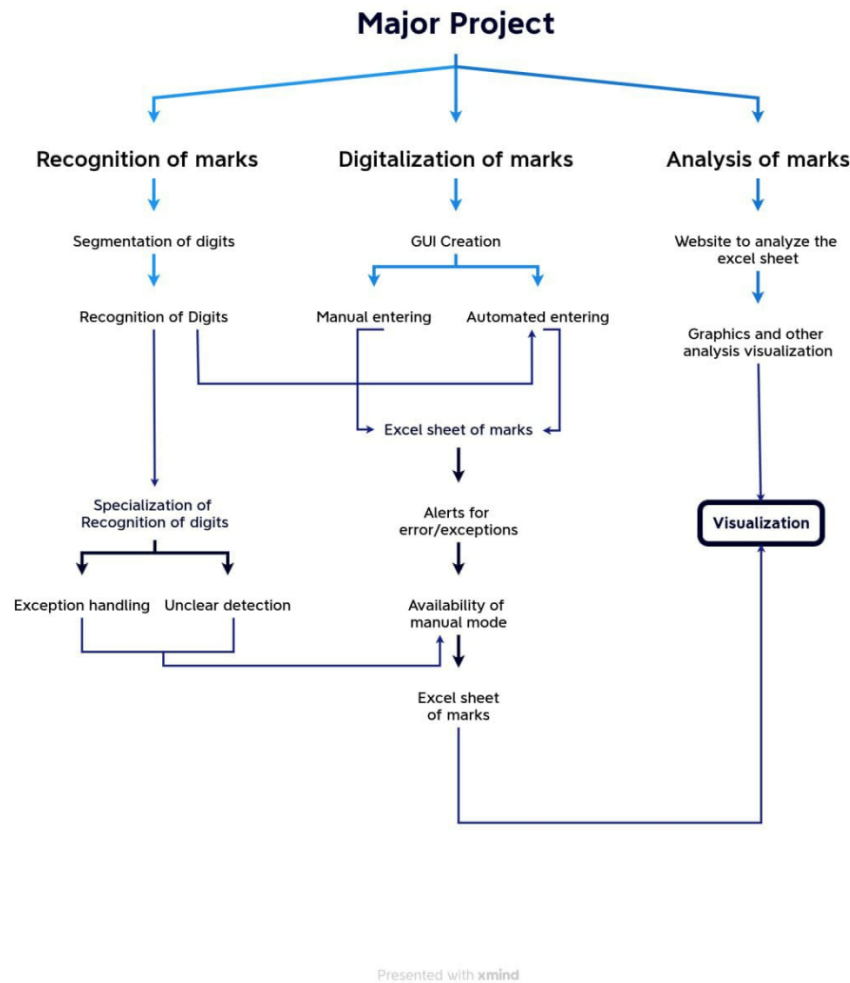 Major Project
Recognition of marks
Digitalization of marks
Analysis of marks
Segmentation of digits
GUI Creation
Website to analyze the
excel sheet
Recognition of Digits
Manual entering
Automated entering
Graphics and other
analysis visualization
Excel sheet of marks
Specialization of
Recognition of digits
Alerts for
error/exceptions
Visualization
Exception handling
Unclear detection
Availability of
manual mode
Excel sheet
of marks
Presented with xmind